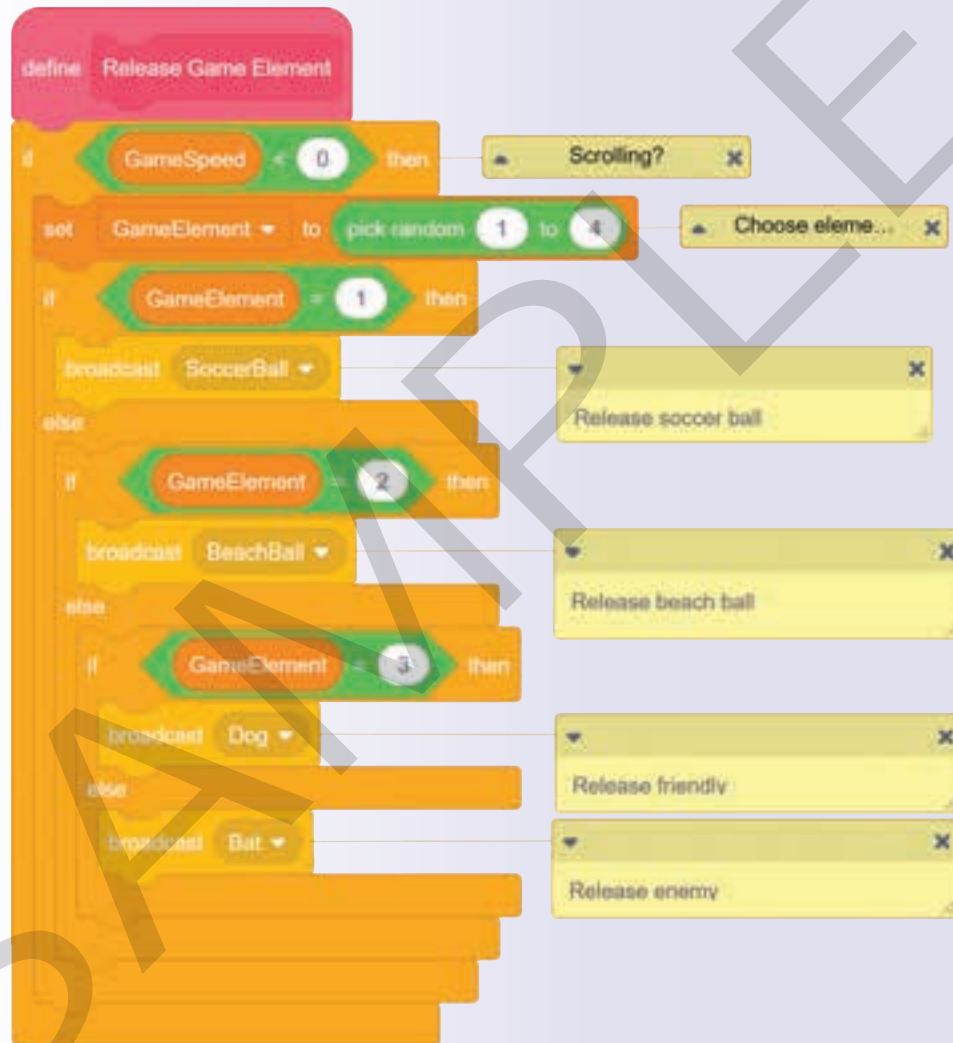 define Release Game Element
if GameSpeed < 0 then Scrolling?
set GameElement to pick random 1 to 4 Choose eleme...
if GameElement = 1 then
broadcast SoccerBall
Release soccer ball
else
if GameElement = 2 then
broadcast BeachBall
Release beach ball
else
if GameElement = 3 then
broadcast Dog
Release friendly
else
broadcast Bat
Release enemy
SAMPLE